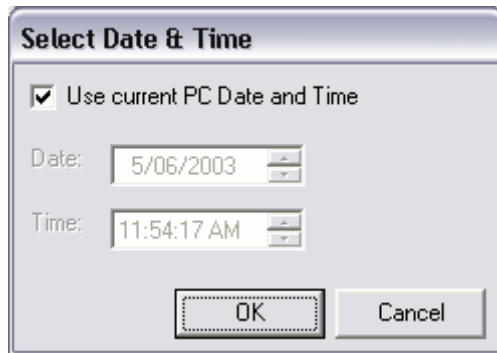 Select Date & Time
Use current PC Date and Time
Date: 5/06/2003
Time: 11:54:17 AM
OK Cancel